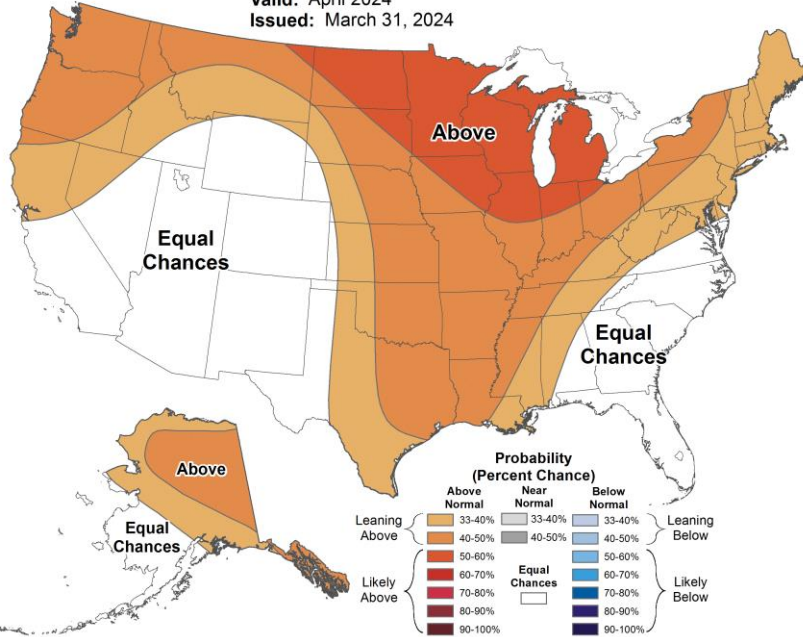 Valid: April 2024
Issued: March 31, 2024
Above
Equal
Chances
Equal
Chances
Above
Equal
Chances
Probability
(Percent Chance)
Above
Normal
Near
Normal
Below
Normal
Leaning
Above
33-40%
33-40%
33-40%
Leaning
Below
40-50%
40-50%
40-50%
Likely
Above
50-60%
Equal
Chances
50-60%
Likely
Below
60-70%
60-70%
70-80%
70-80%
80-90%
80-90%
90-100%
90-100%